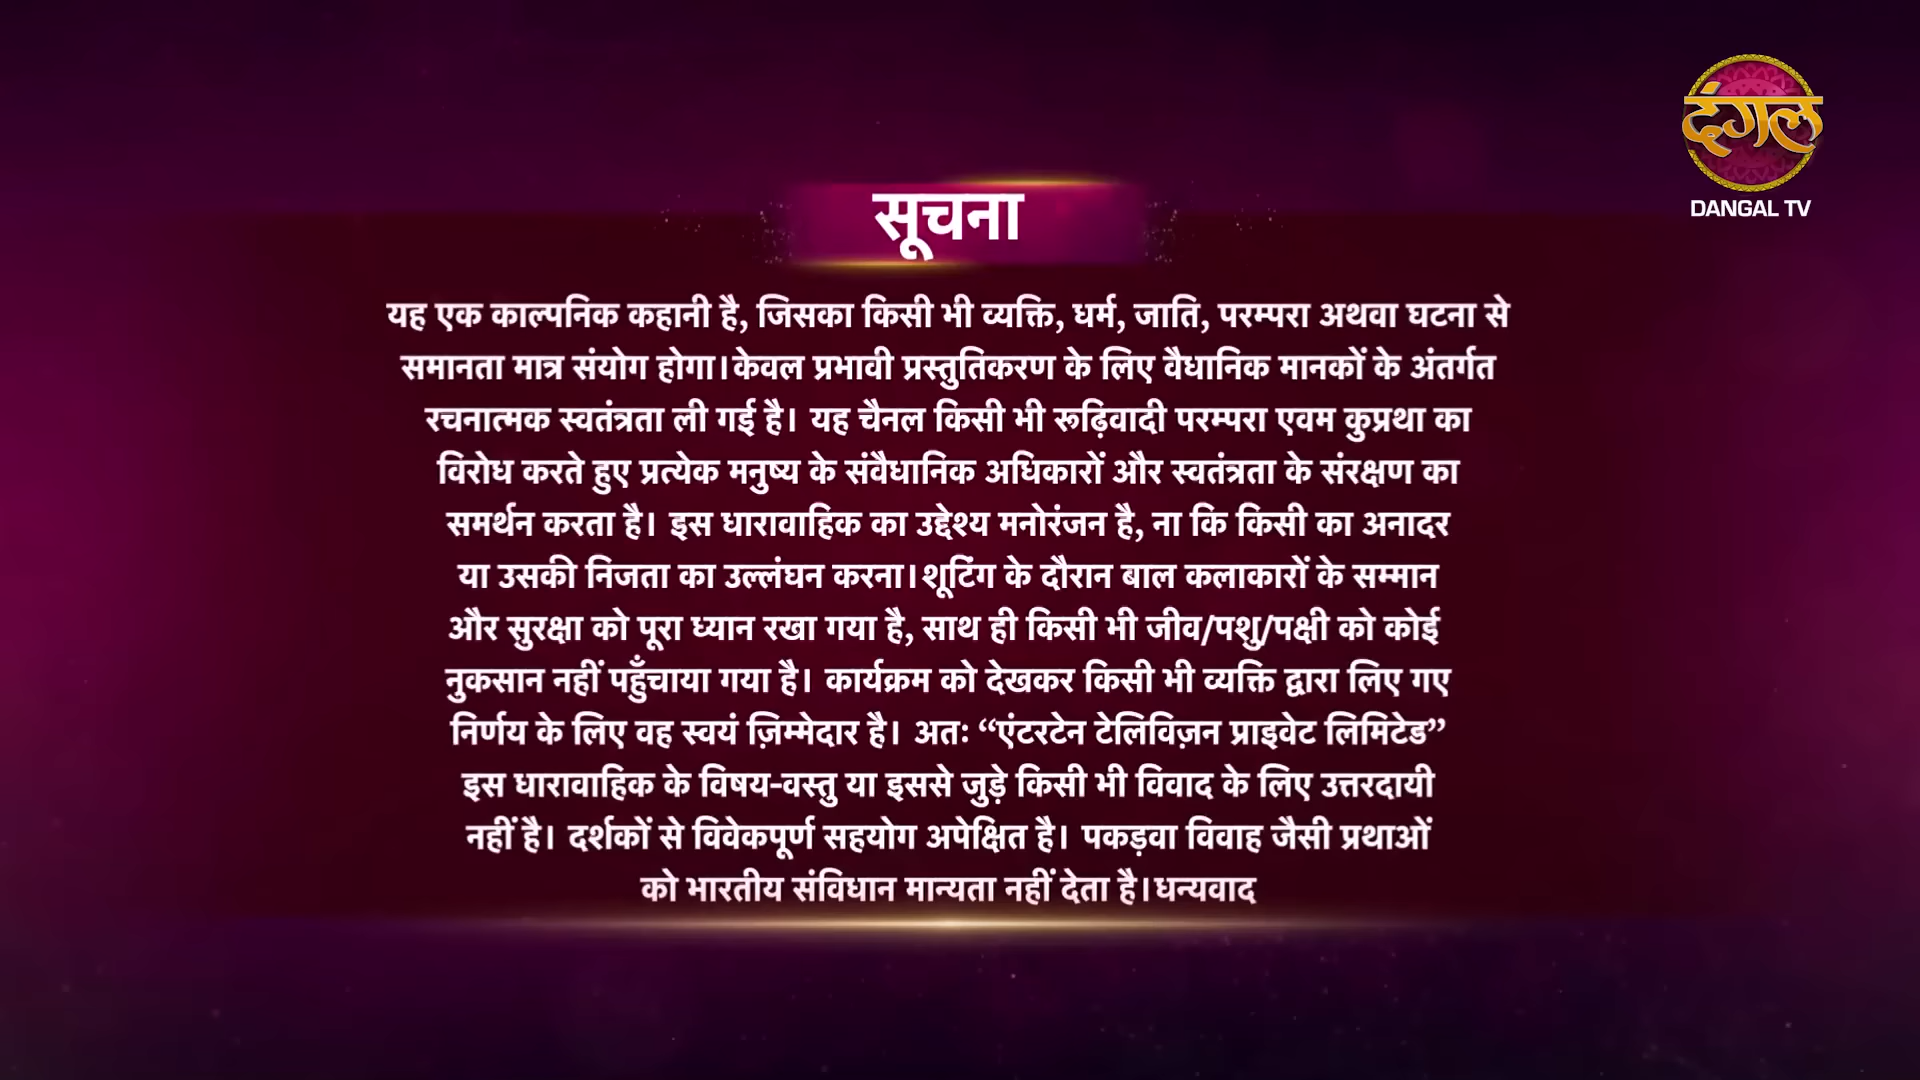 दंगल
DANGAL TV
सूचना
यह एक काल्पनिक कहानी है, जिसका किसी भी व्यक्ति, धर्म, जाति, परम्परा अथवा घटना से
समानता मात्र संयोग होगा।केवल प्रभावी प्रस्तुतिकरण के लिए वैधानिक मानकों के अंतर्गत
रचनात्मक स्वतंत्रता ली गई है। यह चैनल किसी भी रूढ़िवादी परम्परा एवम कुप्रथा का
विरोध करते हुए प्रत्येक मनुष्य के संवैधानिक अधिकारों और स्वतंत्रता के संरक्षण का
समर्थन करता है। इस धारावाहिक का उद्देश्य मनोरंजन है, ना कि किसी का अनादर
या उसकी निजता का उल्लंघन करना।शूटिंग के दौरान बाल कलाकारों के सम्मान
और सुरक्षा को पूरा ध्यान रखा गया है, साथ ही किसी भी जीव/पशु/पक्षी को कोई
नुकसान नहीं पहुँचाया गया है। कार्यक्रम को देखकर किसी भी व्यक्ति द्वारा लिए गए
निर्णय के लिए वह स्वयं ज़िम्मेदार है। अतः “एंटरटेन टेलिविज़न प्राइवेट लिमिटेड”
इस धारावाहिक के विषय-वस्तु या इससे जुड़े किसी भी विवाद के लिए उत्तरदायी
नहीं है। दर्शकों से विवेकपूर्ण सहयोग अपेक्षित है। पकड़वा विवाह जैसी प्रथाओं
को भारतीय संविधान मान्यता नहीं देता है।धन्यवाद